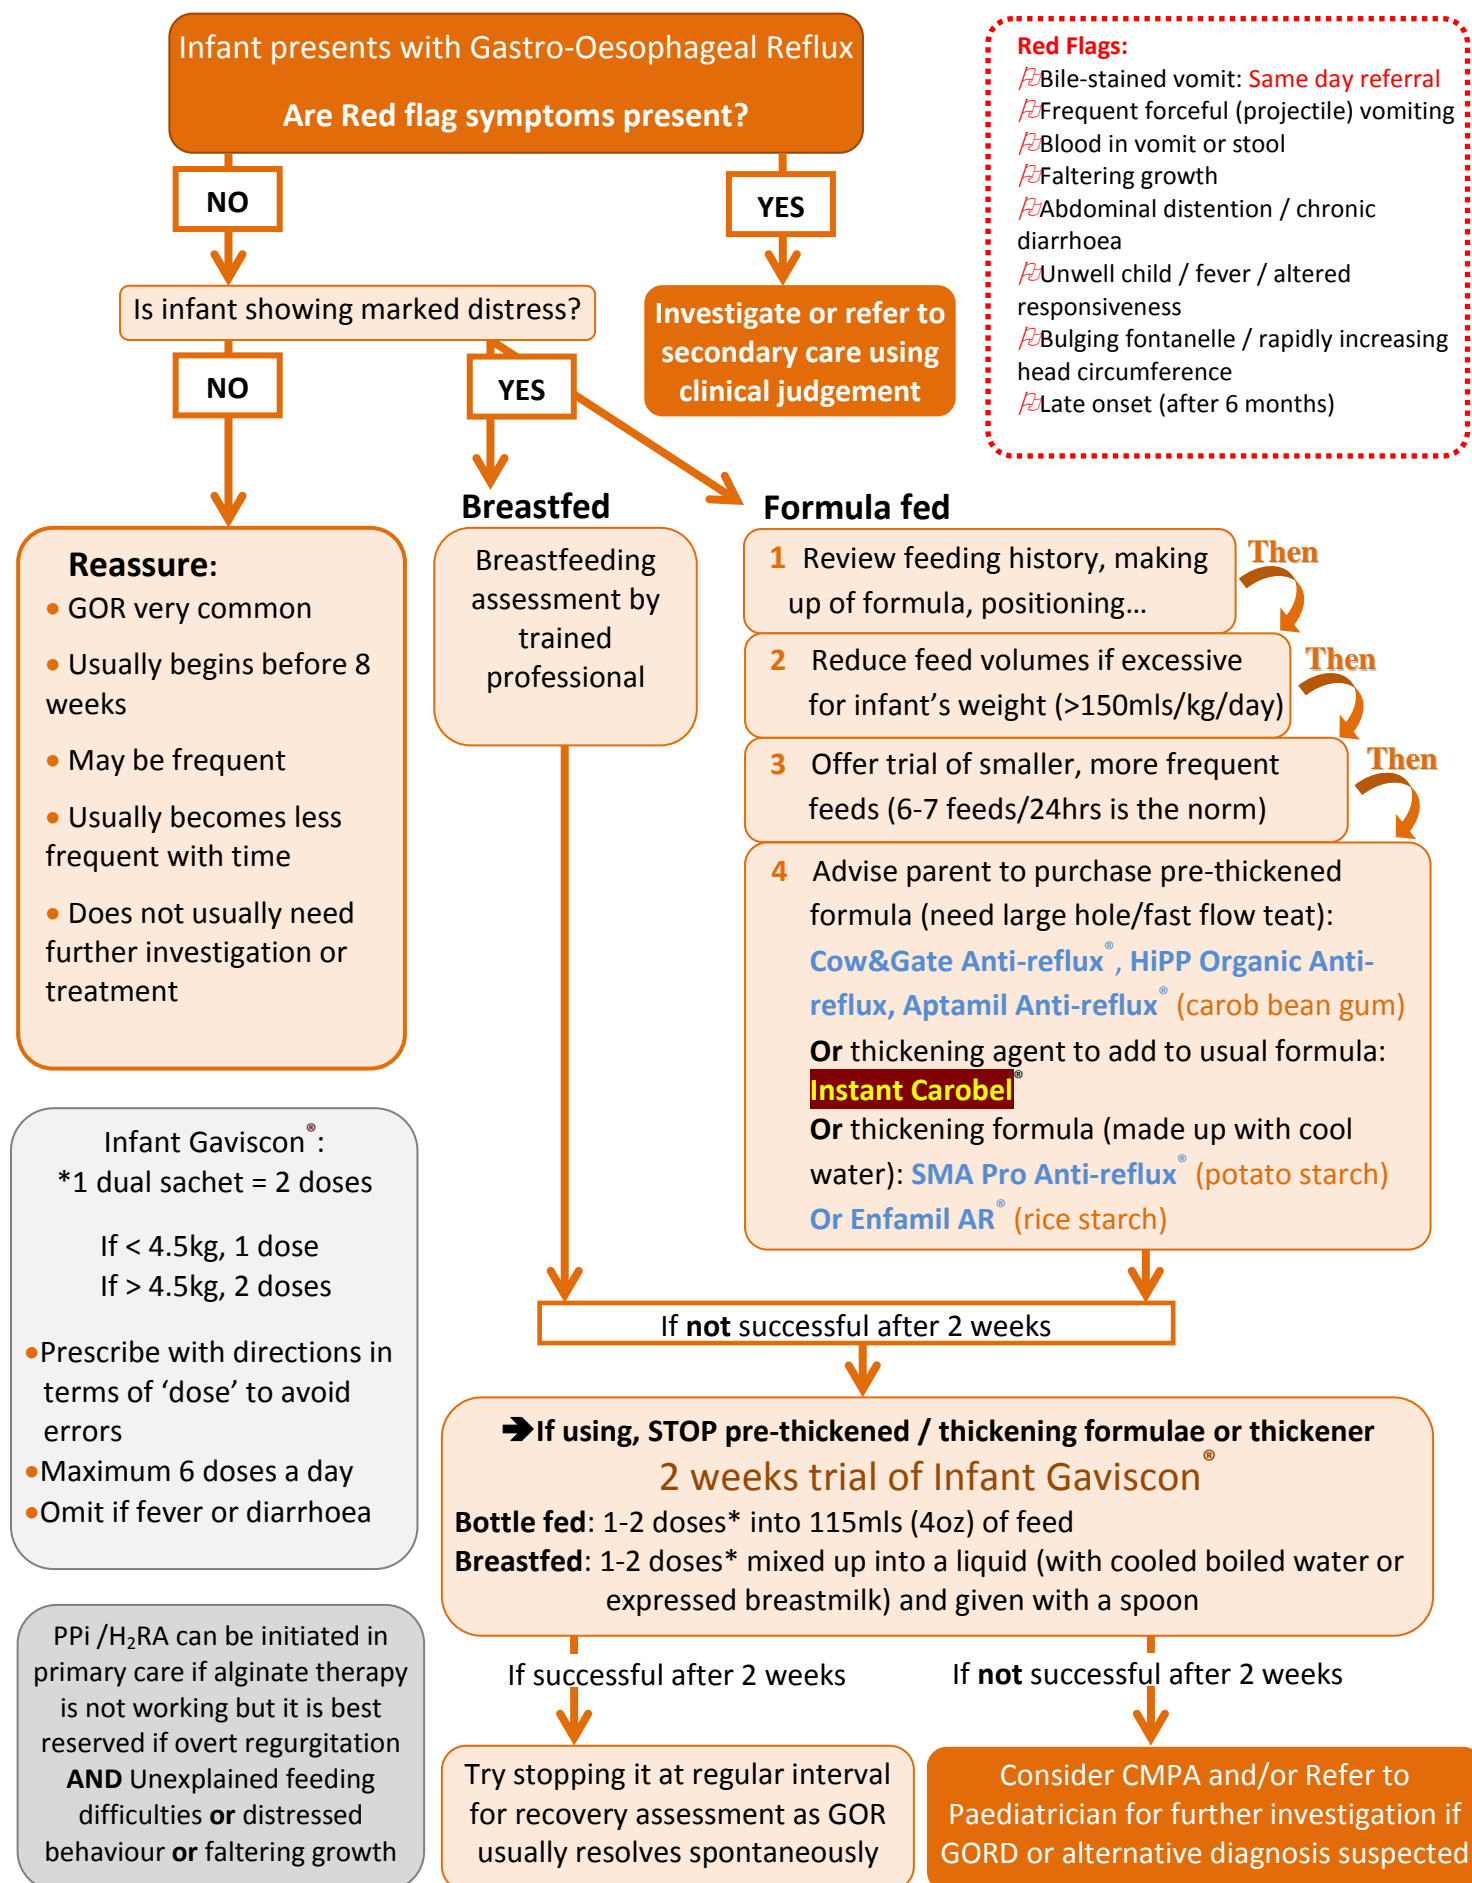 Infant presents with Gastro-Oesophageal Reflux
Are Red flag symptoms present?
Red Flags:
Bile-stained vomit: Same day referral
Frequent forceful (projectile) vomiting
Blood in vomit or stool
Faltering growth
Abdominal distention / chronic
diarrhoea
Unwell child / fever / altered
responsiveness
Bulging fontanelle / rapidly increasing
head circumference
Late onset (after 6 months)
NO
YES
Is infant showing marked distress?
Investigate or refer to
secondary care using
clinical judgement
NO
YES
Reassure:
• GOR very common
• Usually begins before 8
weeks
• May be frequent
• Usually becomes less
frequent with time
• Does not usually need
further investigation or
treatment
Breastfed
Breastfeeding
assessment by
trained
professional
Formula fed
1 Review feeding history, making
up of formula, positioning...
Then
2 Reduce feed volumes if excessive
for infant's weight (>150mls/kg/day)
Then
3 Offer trial of smaller, more frequent
feeds (6-7 feeds/24hrs is the norm)
Then
4 Advise parent to purchase pre-thickened
formula (need large hole/fast flow teat):
Cow&Gate Anti-reflux®, HiPP Organic Anti-
reflux, Aptamil Anti-reflux® (carob bean gum)
Or thickening agent to add to usual formula:
Instant Carobel®
Or thickening formula (made up with cool
water): SMA Pro Anti-reflux® (potato starch)
Or Enfamil AR® (rice starch)
Infant Gaviscon®:
*1 dual sachet = 2 doses
If < 4.5kg, 1 dose
If > 4.5kg, 2 doses
•Prescribe with directions in
terms of 'dose' to avoid
errors
•Maximum 6 doses a day
•Omit if fever or diarrhoea
If not successful after 2 weeks
➔If using, STOP pre-thickened / thickening formulae or thickener
2 weeks trial of Infant Gaviscon®
Bottle fed: 1-2 doses* into 115mls (4oz) of feed
Breastfed: 1-2 doses* mixed up into a liquid (with cooled boiled water or
expressed breastmilk) and given with a spoon
PPi /H₂RA can be initiated in
primary care if alginate therapy
is not working but it is best
reserved if overt regurgitation
AND Unexplained feeding
difficulties or distressed
behaviour or faltering growth
If successful after 2 weeks
If not successful after 2 weeks
Try stopping it at regular interval
for recovery assessment as GOR
usually resolves spontaneously
Consider CMPA and/or Refer to
Paediatrician for further investigation if
GORD or alternative diagnosis suspected